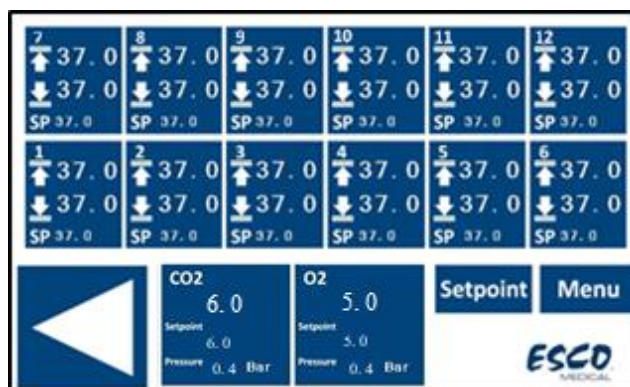 7 8 9 10 11 12
37.0 37.0 37.0 37.0 37.0 37.0
37.0 37.0 37.0 37.0 37.0 37.0
SP 37.0 SP 37.0 SP 37.0 SP 37.0 SP 37.0 SP 37.0
1 2 3 4 5 6
37.0 37.0 37.0 37.0 37.0 37.0
37.0 37.0 37.0 37.0 37.0 37.0
SP 37.0 SP 37.0 SP 37.0 SP 37.0 SP 37.0 SP 37.0
CO2
6.0
Setpoint
6.0
Pressure 0.4 Bar
O2
5.0
Setpoint
5.0
Pressure 0.4 Bar
Setpoint
Menu
ESCO
MEDICAL